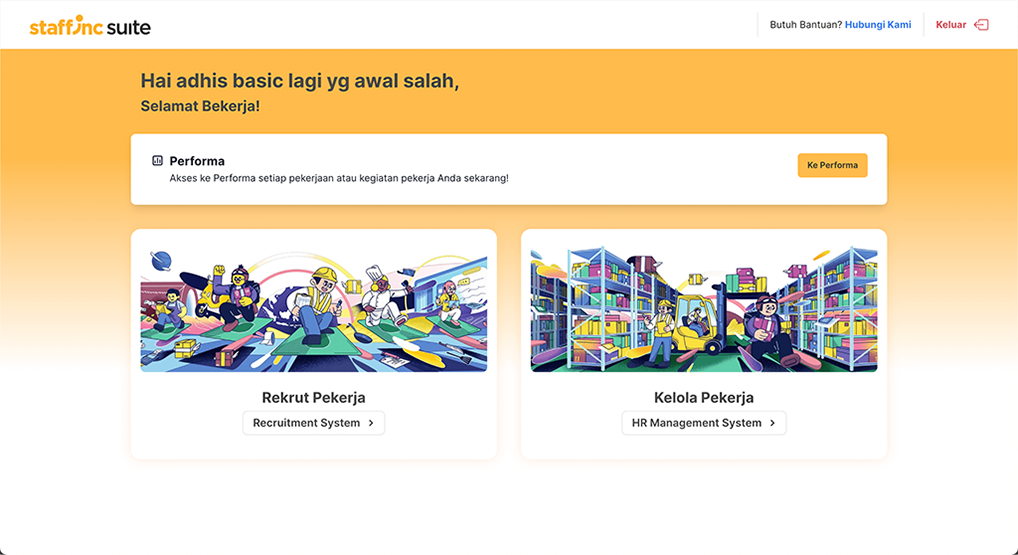 staffinc suite
Butuh Bantuan? Hubungi Kami
Keluar
Hai adhis basic lagi yg awal salah,
Selamat Bekerja!
Performa
Akses ke Performa setiap pekerjaan atau kegiatan pekerja Anda sekarang!
Ke Performa
Rekrut Pekerja
Recruitment System
Kelola Pekerja
HR Management System